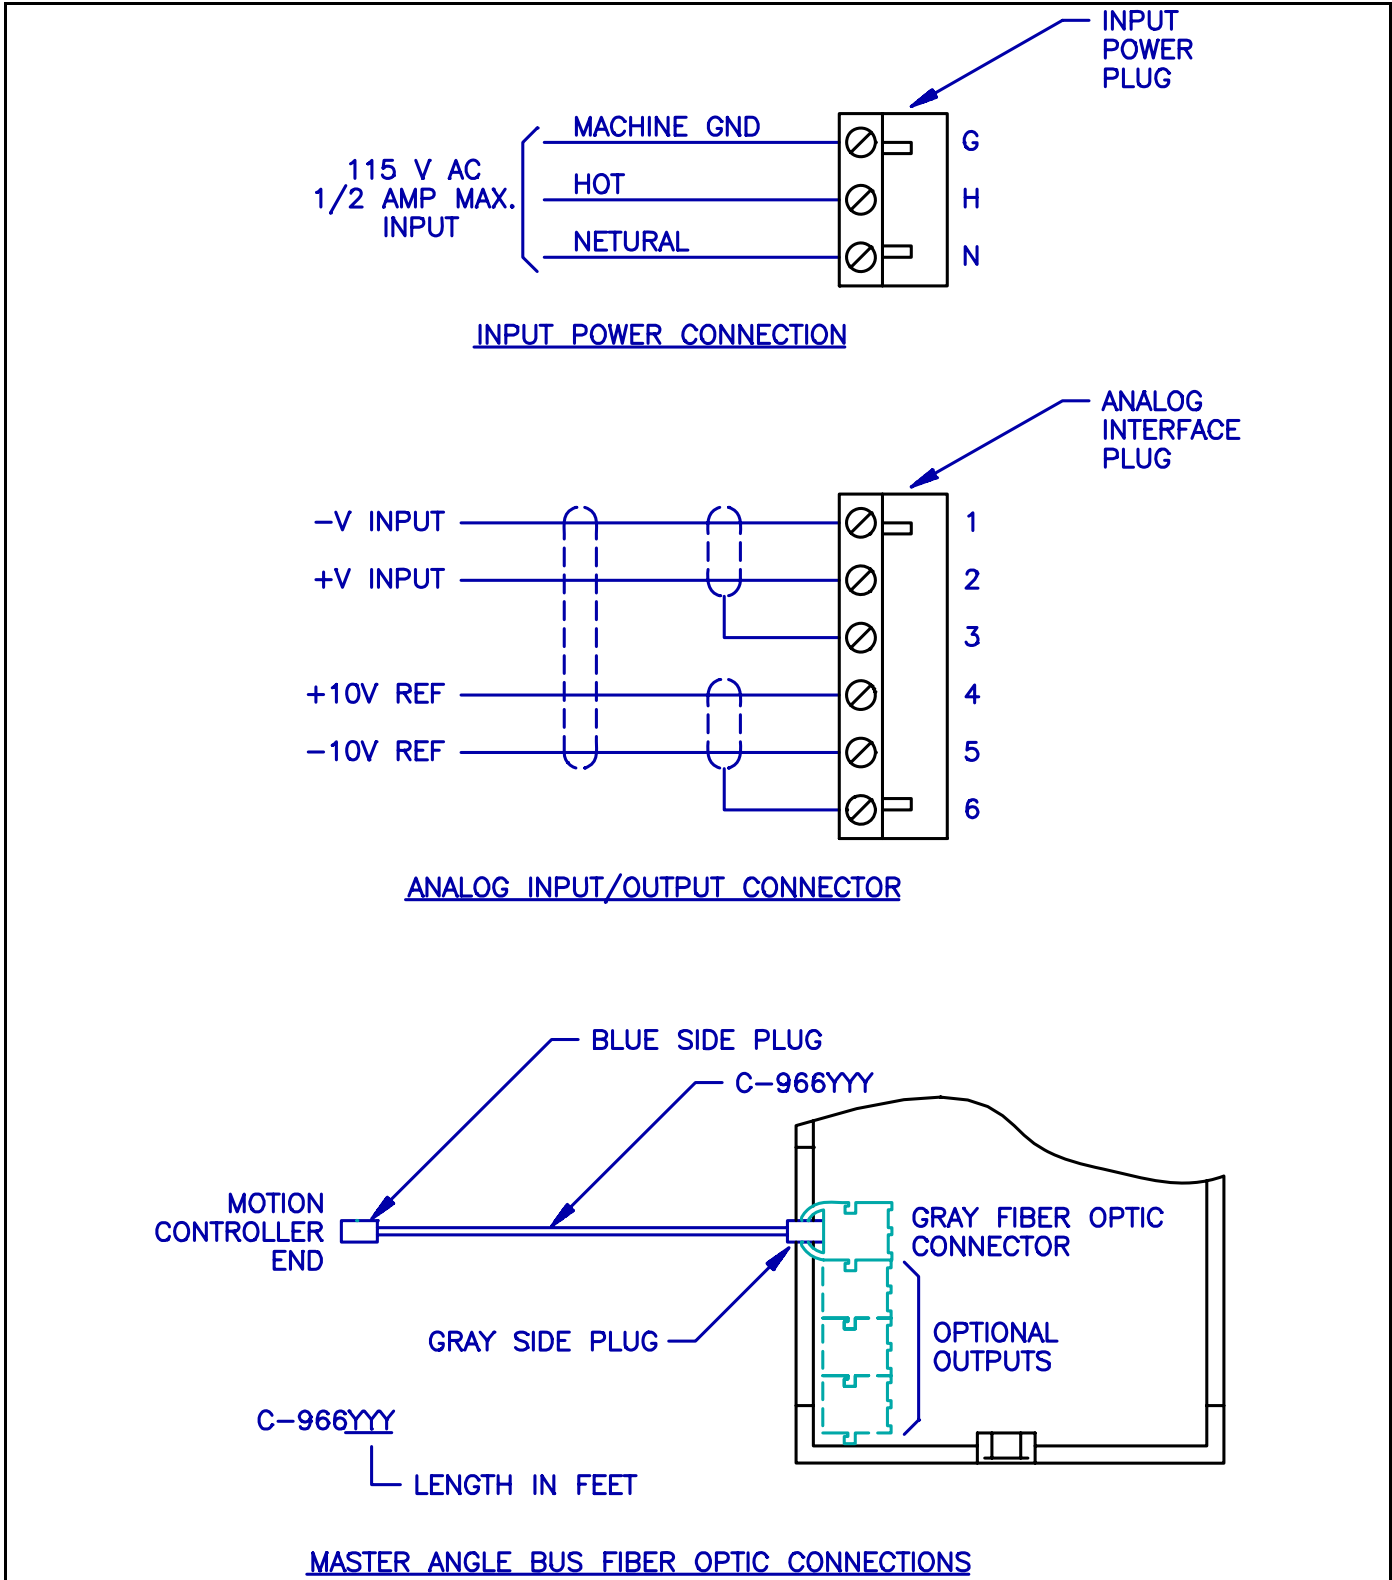 INPUT
POWER
PLUG
MACHINE GND
G
115 V AC
1/2 AMP MAX.
INPUT
HOT
H
NETURAL
N
INPUT POWER CONNECTION
ANALOG
INTERFACE
PLUG
-V INPUT
1
+V INPUT
2
3
+10V REF
4
-10V REF
5
6
ANALOG INPUT/OUTPUT CONNECTOR
BLUE SIDE PLUG
C-966YYY
MOTION
CONTROLLER
END
GRAY FIBER OPTIC
CONNECTOR
GRAY SIDE PLUG
OPTIONAL
OUTPUTS
C-966YYY
LENGTH IN FEET
MASTER ANGLE BUS FIBER OPTIC CONNECTIONS